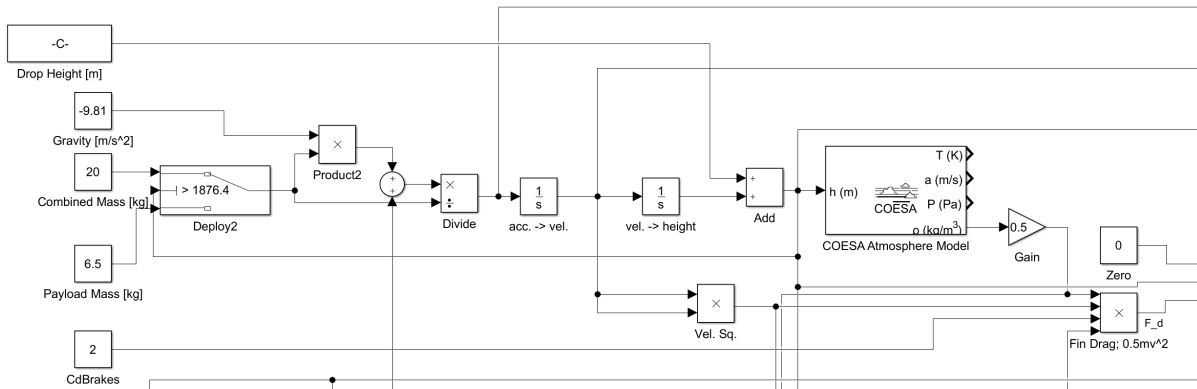 -C-
Drop Height [m]
-9.81
Gravity [m/s^2]
20
Combined Mass [kg]
> 1876.4
Deploy2
6.5
Payload Mass [kg]
2
CdBrakes
×
Product2
+
+
×
÷
Divide
1
s
acc. -> vel.
1
s
vel. -> height
+
+
Add
h (m)
COESA
T (K)
a (m/s)
P (Pa)
ρ (kg/m³)
COESA Atmosphere Model
0.5
Gain
0
Zero
×
Vel. Sq.
×
F_d
Fin Drag; 0.5mv^2